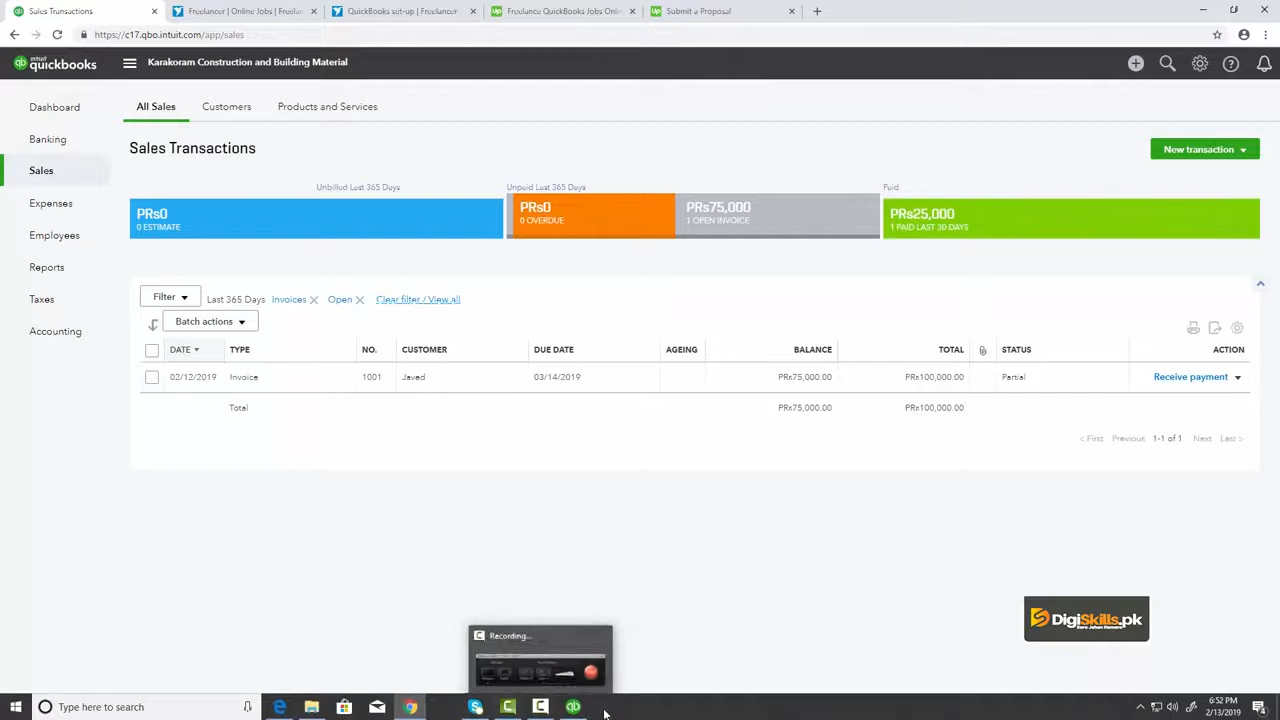 Sales Transactions
Freelancer | Online Jobs | Freelan
QuickBooks set-up | Freelancer
Freelance QuickBooks Jobs Onlin
Submit a Proposal
https://c17.qbo.intuit.com/app/sales
intuit
quickbooks
Karakoram Construction and Building Material
Dashboard
Banking
Sales
Expenses
Employees
Reports
Taxes
Accounting
All Sales Customers Products and Services
Sales Transactions
New transaction
Unbilled Last 365 Days
Unpaid Last 365 Days
Paid
PRs0
0 ESTIMATE
PRs0
0 OVERDUE
PRs75,000
1 OPEN INVOICE
PRs25,000
1 PAID LAST 30 DAYS
Filter Last 365 Days Invoices Open Clear filter / View all
Batch actions
DATE TYPE NO. CUSTOMER DUE DATE AGEING BALANCE TOTAL STATUS ACTION
02/12/2019 Invoice 1001 Javed 03/14/2019 PRs75,000.00 PRs100,000.00 Partial Receive payment
Total PRs75,000.00 PRs100,000.00
< First Previous 1-1 of 1 Next Last >
DigiSkills.pk
Recording...
Type here to search
6:52 PM
2/13/2019
4